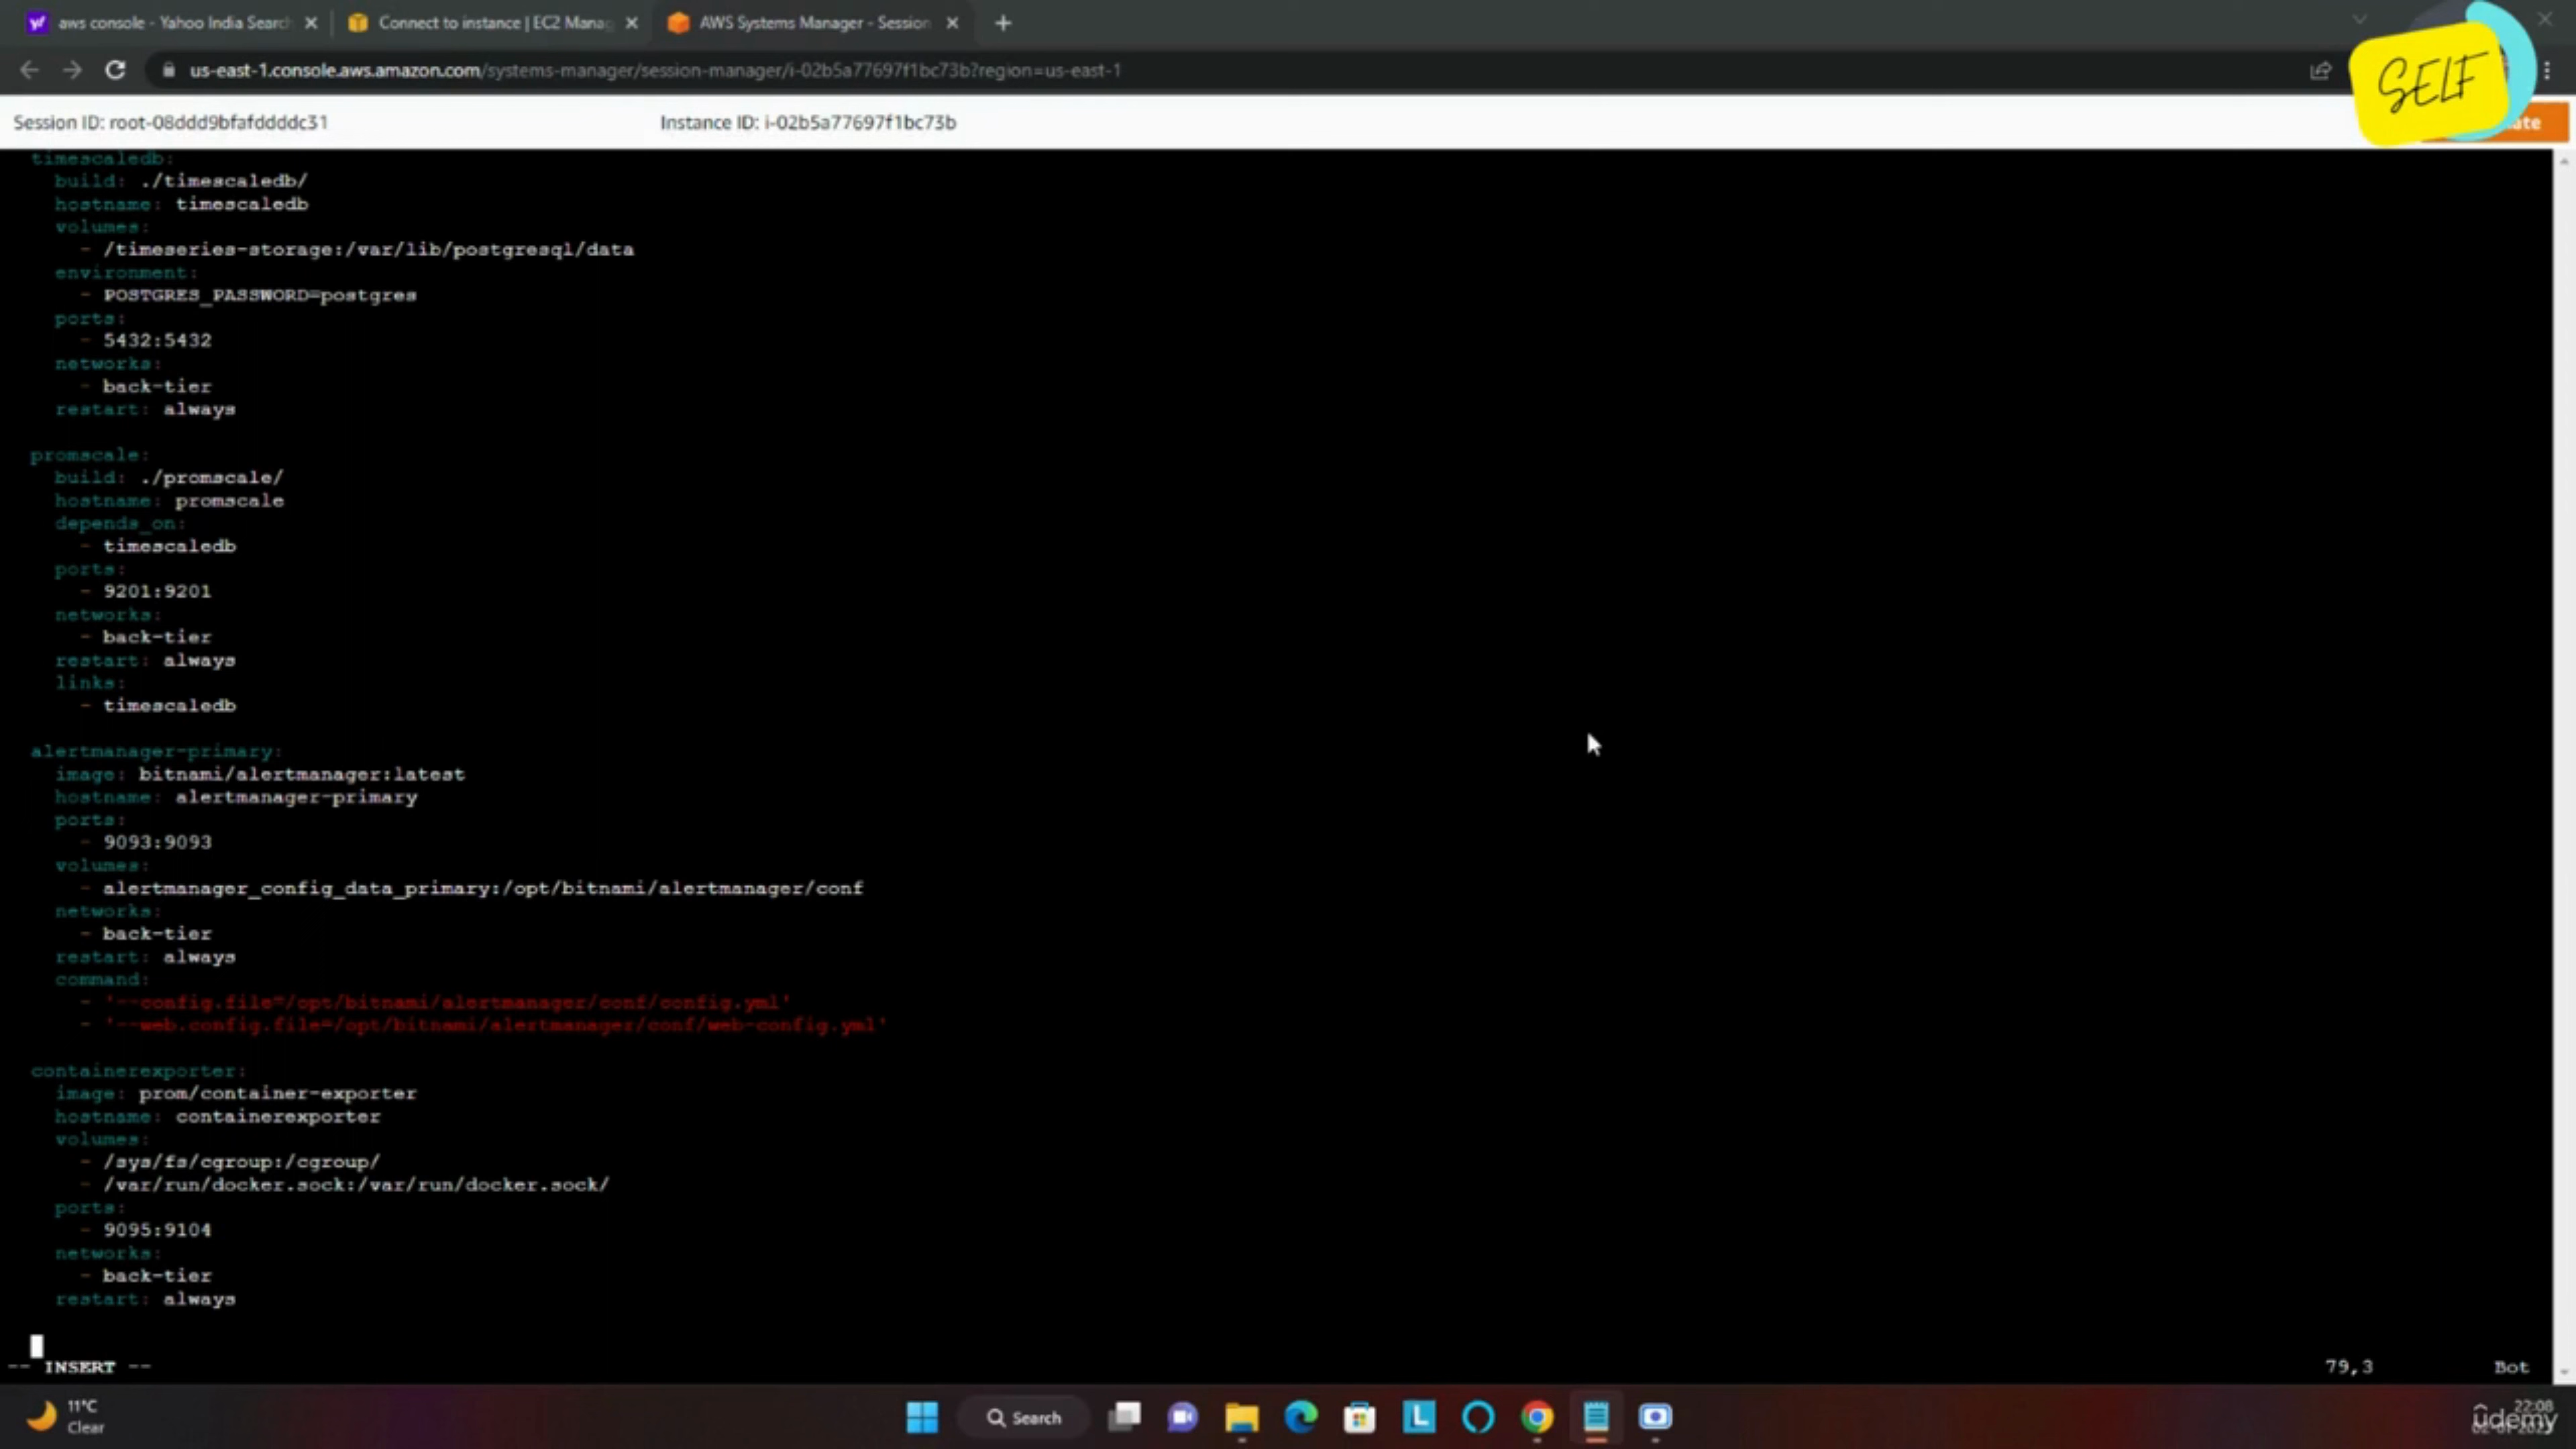 aws console - Yahoo India Search
Connect to instance | EC2 Manag
AWS Systems Manager - Session
us-east-1.console.aws.amazon.com/systems-manager/session-manager/i-02b5a77697f1bc73b?region=us-east-1
SELF
Session ID: root-08ddd9bfafddddc31
Instance ID: i-02b5a77697f1bc73b
timescaledb:
build: ./timescaledb/
hostname: timescaledb
volumes:
- /timeseries-storage:/var/lib/postgresql/data
environment:
- POSTGRES_PASSWORD=postgres
ports:
- 5432:5432
networks:
- back-tier
restart: always
promscale:
build: ./promscale/
hostname: promscale
depends_on:
- timescaledb
ports:
- 9201:9201
networks:
- back-tier
restart: always
links:
- timescaledb
alertmanager-primary:
image: bitnami/alertmanager:latest
hostname: alertmanager-primary
ports:
- 9093:9093
volumes:
- alertmanager_config_data_primary:/opt/bitnami/alertmanager/conf
networks:
- back-tier
restart: always
command:
- '--config.file=/opt/bitnami/alertmanager/conf/config.yml'
- '--web.config.file=/opt/bitnami/alertmanager/conf/web-config.yml'
containerexporter:
image: prom/container-exporter
hostname: containerexporter
volumes:
- /sys/fs/cgroup:/cgroup/
- /var/run/docker.sock:/var/run/docker.sock/
ports:
- 9095:9104
networks:
- back-tier
restart: always
-- INSERT --
79,3
Bot
11°C
Clear
Search
22:08
ûdemy